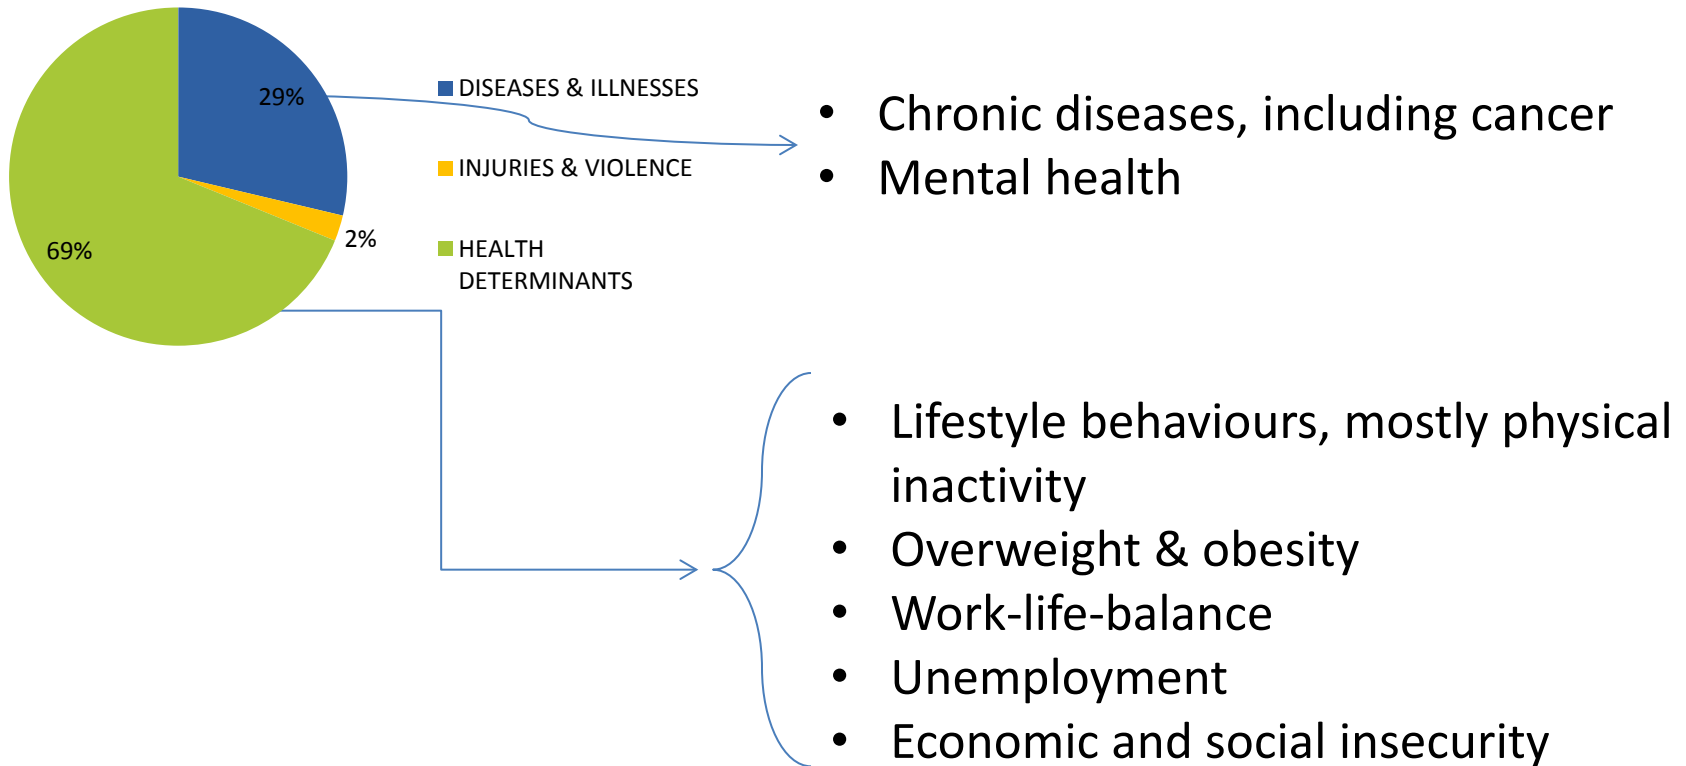 29%
2%
69%
DISEASES & ILLNESSES
INJURIES & VIOLENCE
HEALTH
DETERMINANTS
• Chronic diseases, including cancer
• Mental health
• Lifestyle behaviours, mostly physical
inactivity
• Overweight & obesity
• Work-life-balance
• Unemployment
• Economic and social insecurity